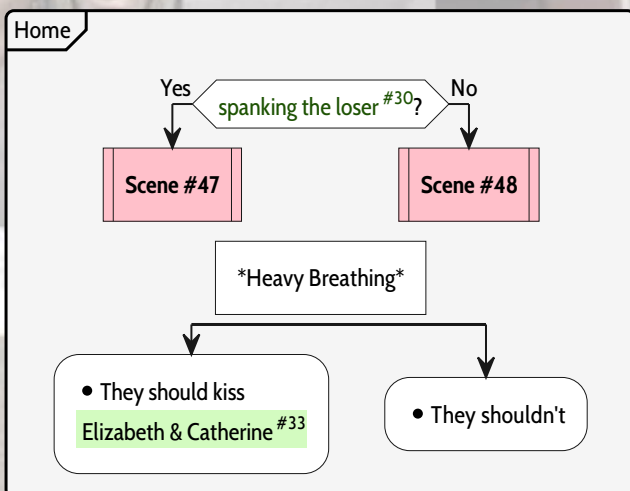 Home
Yes
spanking the loser #30?
No
Scene #47
Scene #48
*Heavy Breathing*
• They should kiss
Elizabeth & Catherine #33
• They shouldn't